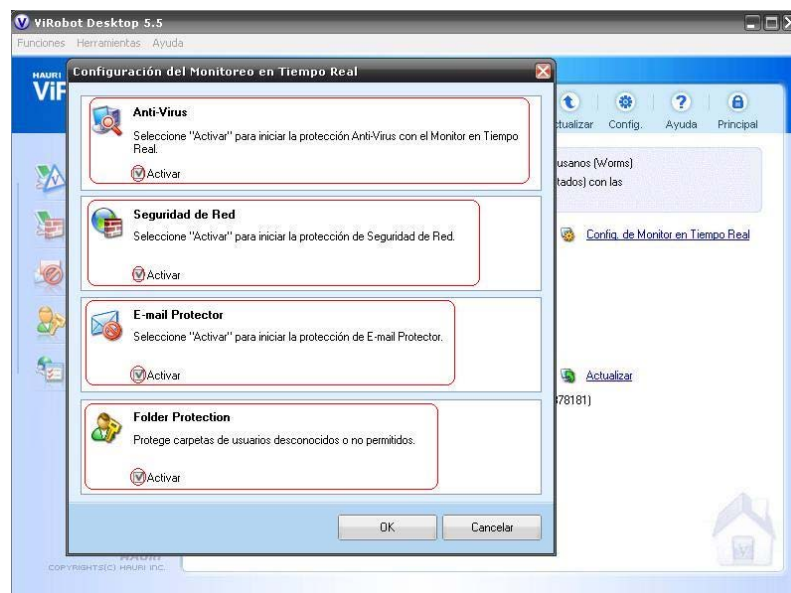 ViRobot Desktop 5.5
Funciones Herramientas Ayuda
HAURI
Configuración del Monitoreo en Tiempo Real
Anti-Virus
Seleccione "Activar" para iniciar la protección Anti-Virus con el Monitor en Tiempo
Real.
Activar
Seguridad de Red
Seleccione "Activar" para iniciar la protección de Seguridad de Red.
Activar
E-mail Protector
Seleccione "Activar" para iniciar la protección de E-mail Protector.
Activar
Folder Protection
Protege carpetas de usuarios desconocidos o no permitidos.
Activar
OK Cancelar
ctualizar Config. Ayuda Principal
usanos (Worms)
tados) con las
Config. de Monitor en Tiempo Real
Actualizar
378181)
COPYRIGHTS(C) HAURI INC.